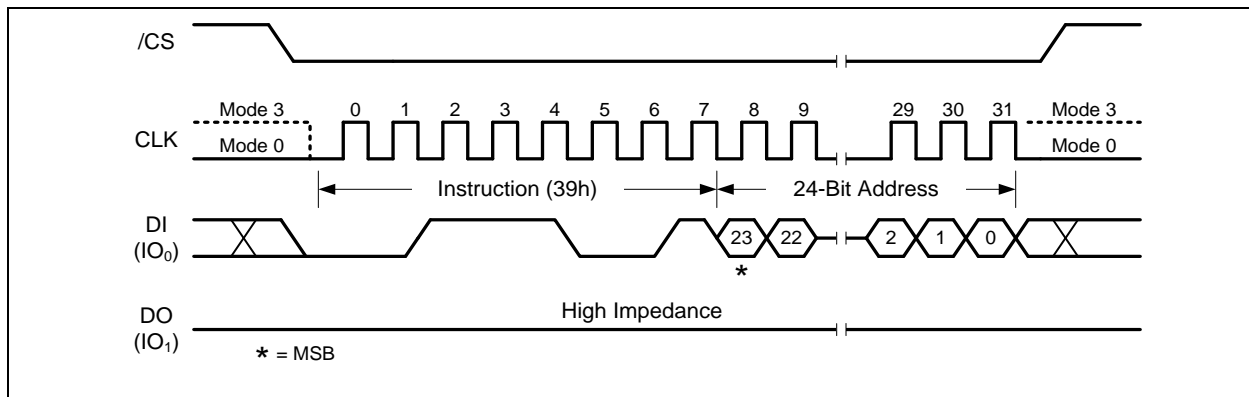 /CS
Mode 3 0 1 2 3 4 5 6 7 8 9 29 30 31 Mode 3
CLK
Mode 0 Mode 0
Instruction (39h) 24-Bit Address
DI
(IO₀)
23 22 2 1 0
*
High Impedance
DO
(IO₁)
* = MSB